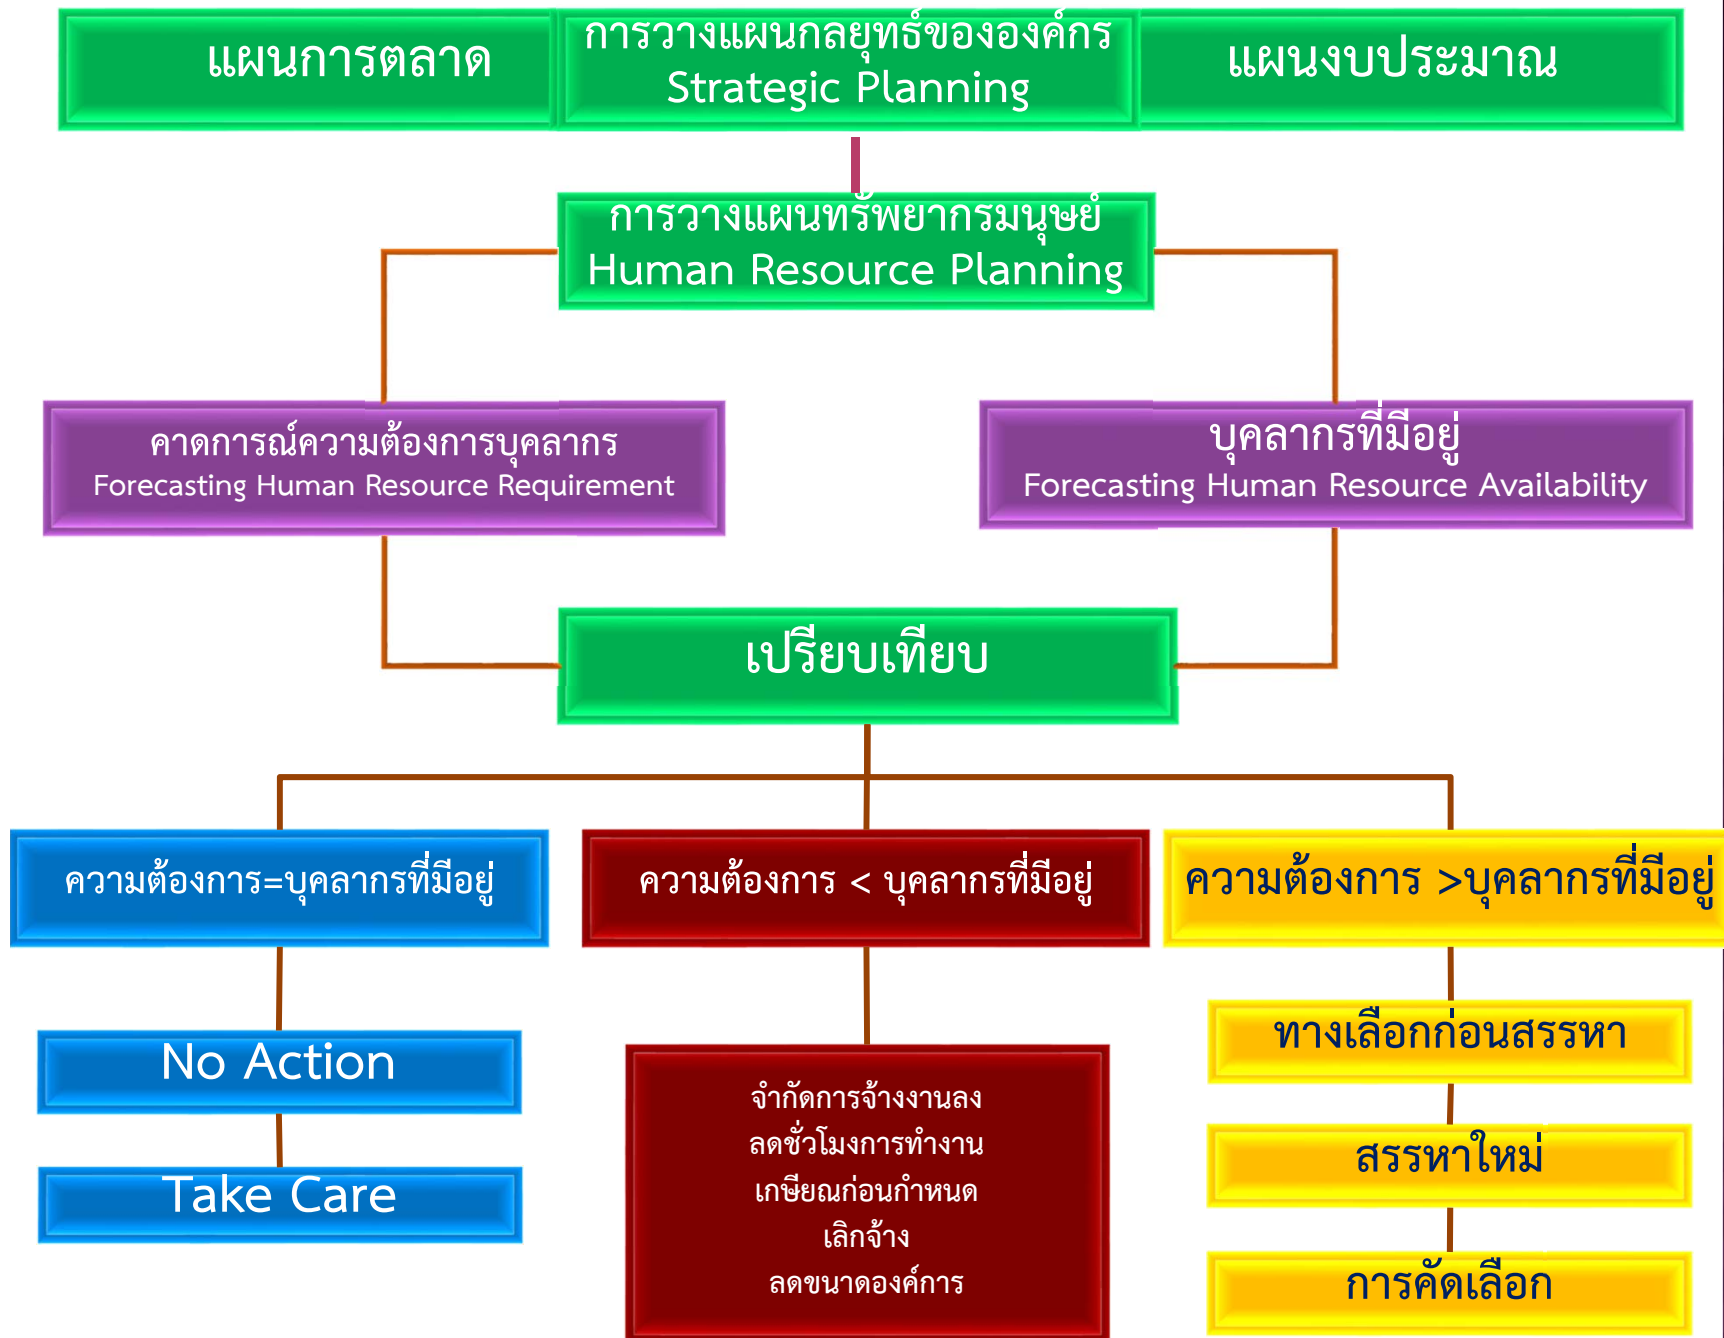 แผนการตลาด
การวางแผนกลยุทธ์ขององค์กร
Strategic Planning
แผนงบประมาณ
การวางแผนทรัพยากรมนุษย์
Human Resource Planning
คาดการณ์ความต้องการบุคลากร
Forecasting Human Resource Requirement
บุคลากรที่มีอยู่
Forecasting Human Resource Availability
เปรียบเทียบ
ความต้องการ=บุคลากรที่มีอยู่
ความต้องการ < บุคลากรที่มีอยู่
ความต้องการ >บุคลากรที่มีอยู่
No Action
Take Care
จำกัดการจ้างงานลง
ลดชั่วโมงการทำงาน
เกษียณก่อนกำหนด
เลิกจ้าง
ลดขนาดองค์การ
ทางเลือกก่อนสรรหา
สรรหาใหม่
การคัดเลือก